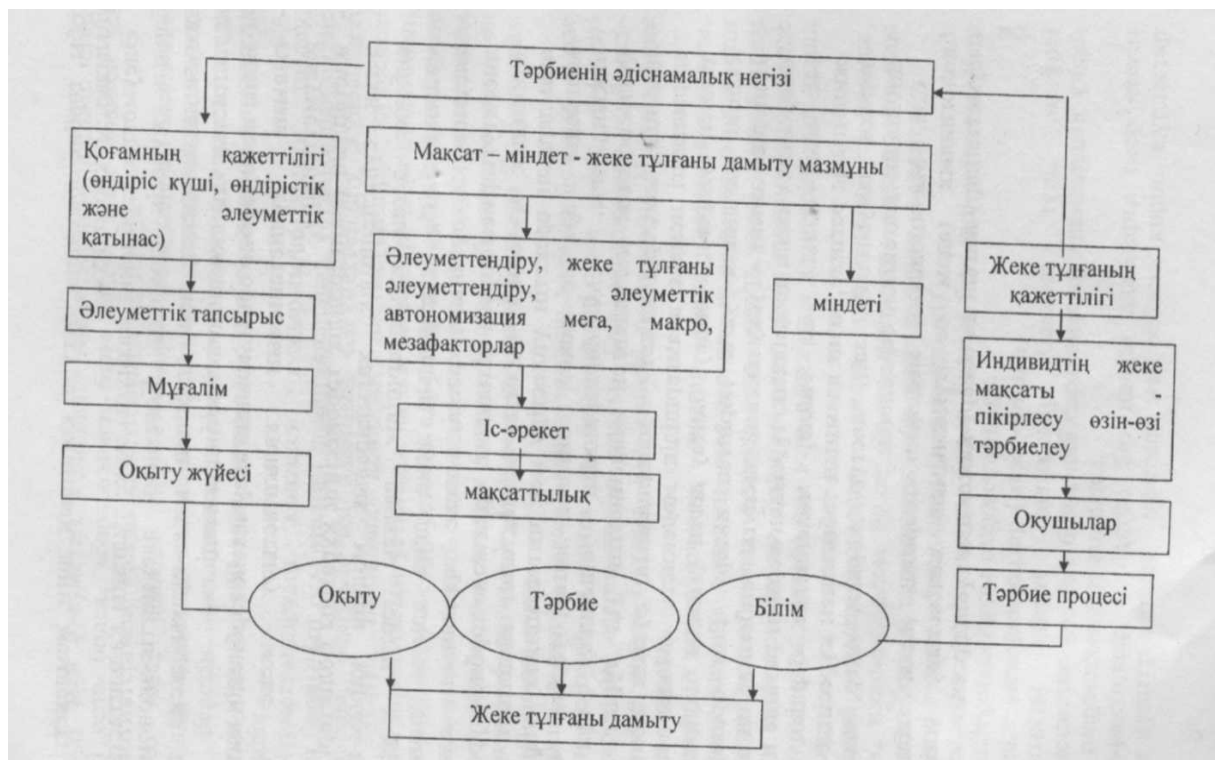 Тәрбиенің әдіснамалық негізі
Қоғамның қажеттілігі
(өндіріс күші, өндірістік
және әлеуметтік
қатынас)
Мақсат – міндет - жеке тұлғаны дамыту мазмұны
Әлеуметтендіру, жеке тұлғаны
әлеуметтендіру, әлеуметтік
автономизация мега, макро,
мезафакторлар
міндеті
Жеке тұлғаның
қажеттілігі
Әлеуметтік тапсырыс
Мұғалім
Оқыту жүйесі
Іс-әрекет
мақсаттылық
Индивидтің жеке
мақсаты
пікірлесу өзін-өзі
тәрбиелеу
Оқушылар
Тәрбие процесі
Оқыту
Тәрбие
Білім
Жеке тұлғаны дамыту